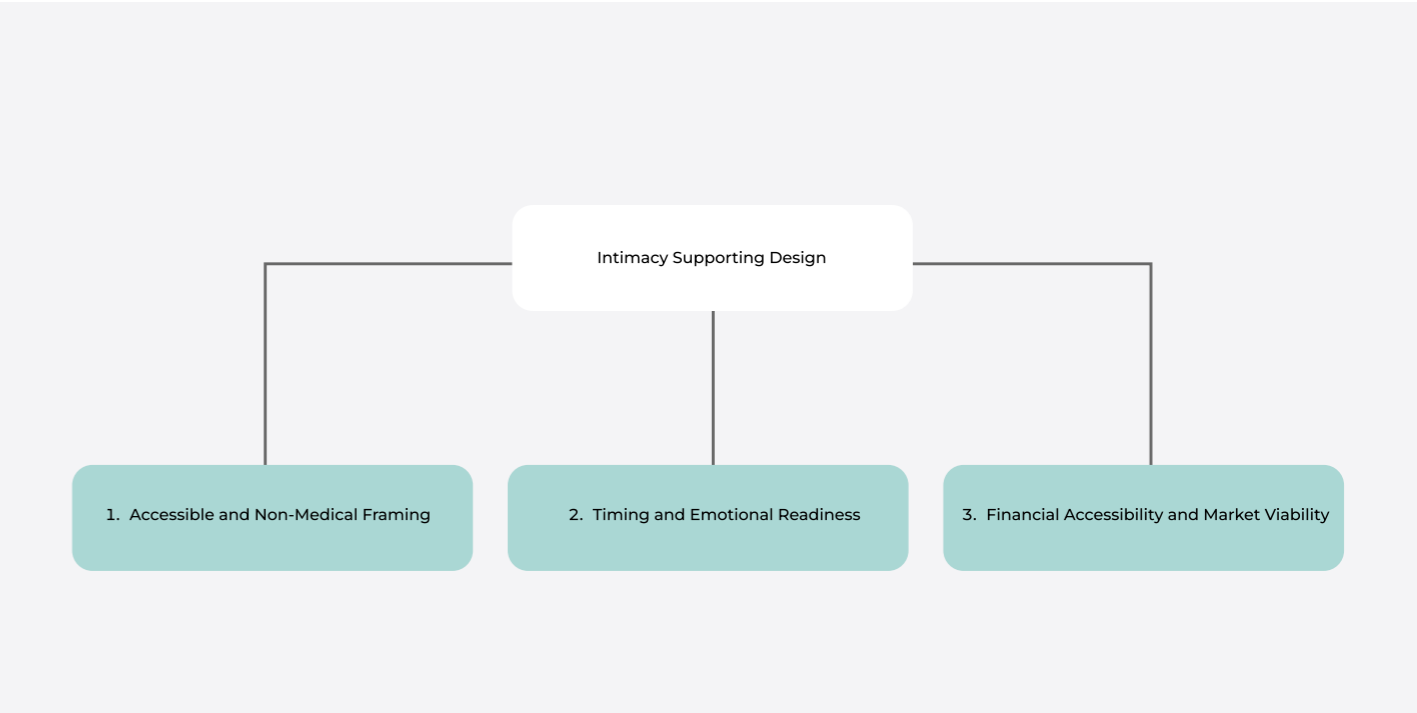 Intimacy Supporting Design
1. Accessible and Non-Medical Framing
2. Timing and Emotional Readiness
3. Financial Accessibility and Market Viability